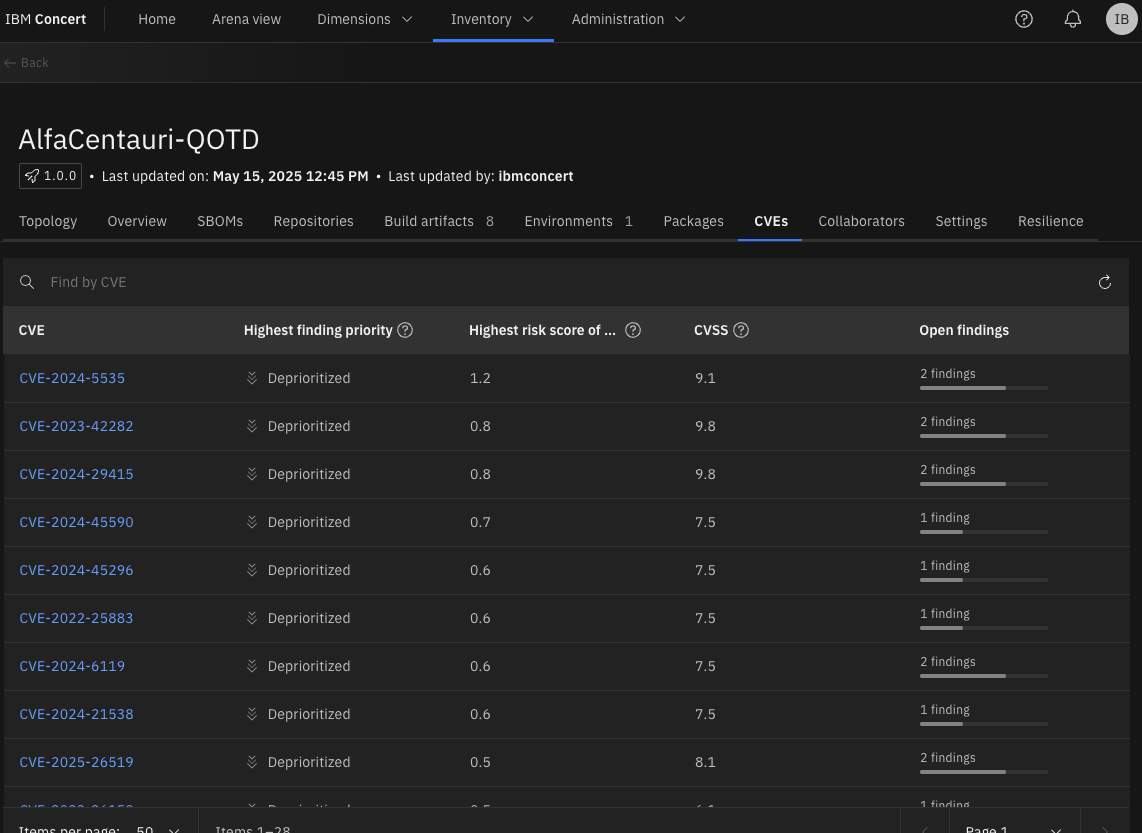 IBM Concert Home Arena view Dimensions Inventory Administration IB
Back
AlfaCentauri-QOTD
1.0.0 • Last updated on: May 15, 2025 12:45 PM • Last updated by: ibmconcert
Topology Overview SBOMs Repositories Build artifacts 8 Environments 1 Packages CVEs Collaborators Settings Resilience
Find by CVE
CVE Highest finding priority Highest risk score of ... CVSS Open findings
CVE-2024-5535 Deprioritized 1.2 9.1 2 findings
CVE-2023-42282 Deprioritized 0.8 9.8 2 findings
CVE-2024-29415 Deprioritized 0.8 9.8 2 findings
CVE-2024-45590 Deprioritized 0.7 7.5 1 finding
CVE-2024-45296 Deprioritized 0.6 7.5 1 finding
CVE-2022-25883 Deprioritized 0.6 7.5 1 finding
CVE-2024-6119 Deprioritized 0.6 7.5 2 findings
CVE-2024-21538 Deprioritized 0.6 7.5 1 finding
CVE-2025-26519 Deprioritized 0.5 8.1 2 findings
Deprioritized 1 finding
Items per page: 50 Items 1–28 Page 1